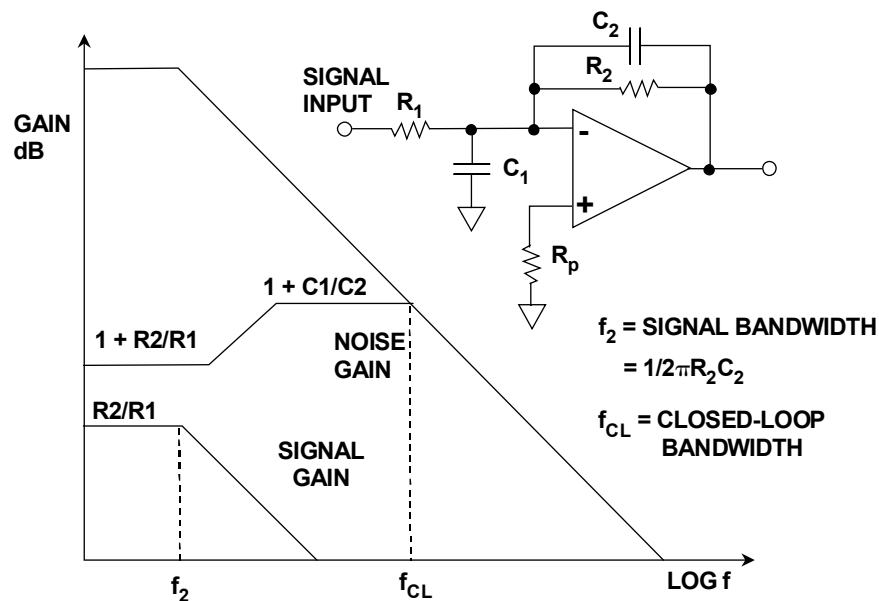 GAIN
dB
SIGNAL
INPUT
R1
C1
C2
R2
-
+
Rp
1 + C1/C2
1 + R2/R1
NOISE
GAIN
R2/R1
SIGNAL
GAIN
f2 = SIGNAL BANDWIDTH
= 1/2πR2C2
fCL = CLOSED-LOOP
BANDWIDTH
f2
fCL
LOG f